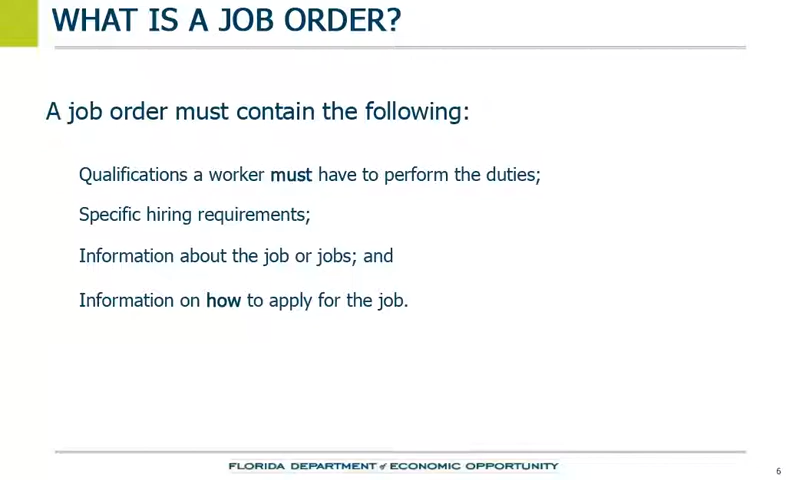 WHAT IS A JOB ORDER?
A job order must contain the following:
Qualifications a worker must have to perform the duties;
Specific hiring requirements;
Information about the job or jobs; and
Information on how to apply for the job.
FLORIDA DEPARTMENT of ECONOMIC OPPORTUNITY
6